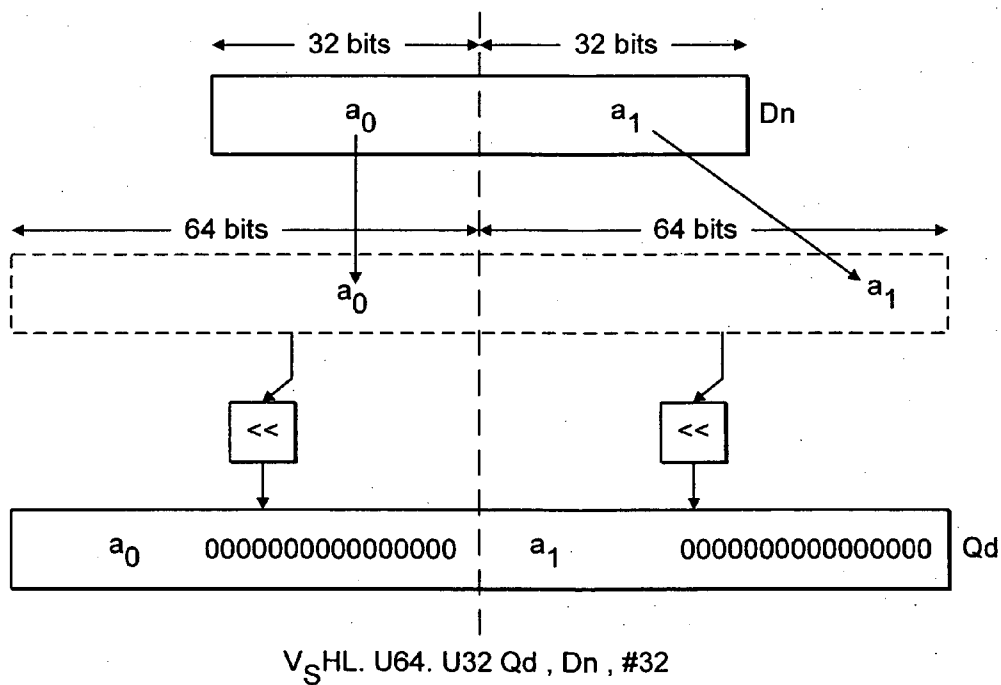 32 bits 32 bits
a0 a1 Dn
64 bits 64 bits
a0 a1
<< <<
a0 0000000000000000 a1 0000000000000000 Qd
VSHL. U64. U32 Qd , Dn , #32